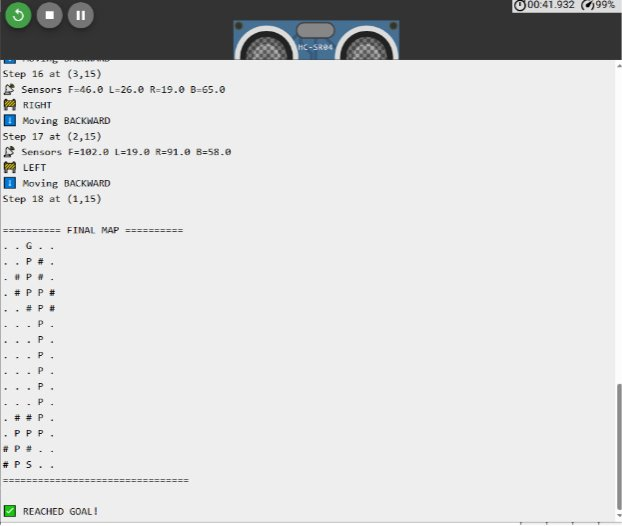 00:41.932 99%
HC-SR04
Moving BACKWARD
Step 16 at (3,15)
Sensors F=46.0 L=26.0 R=19.0 B=65.0
RIGHT
Moving BACKWARD
Step 17 at (2,15)
Sensors F=102.0 L=19.0 R=91.0 B=58.0
LEFT
Moving BACKWARD
Step 18 at (1,15)
========== FINAL MAP ==========
. . G . .
. . P # .
. # P # .
. # P P #
. . # P #
. . . P .
. . . P .
. . . P .
. . . P .
. . . P .
. . . P .
. # # P .
. P P P .
# P # . .
# P S . .
================================
REACHED GOAL!